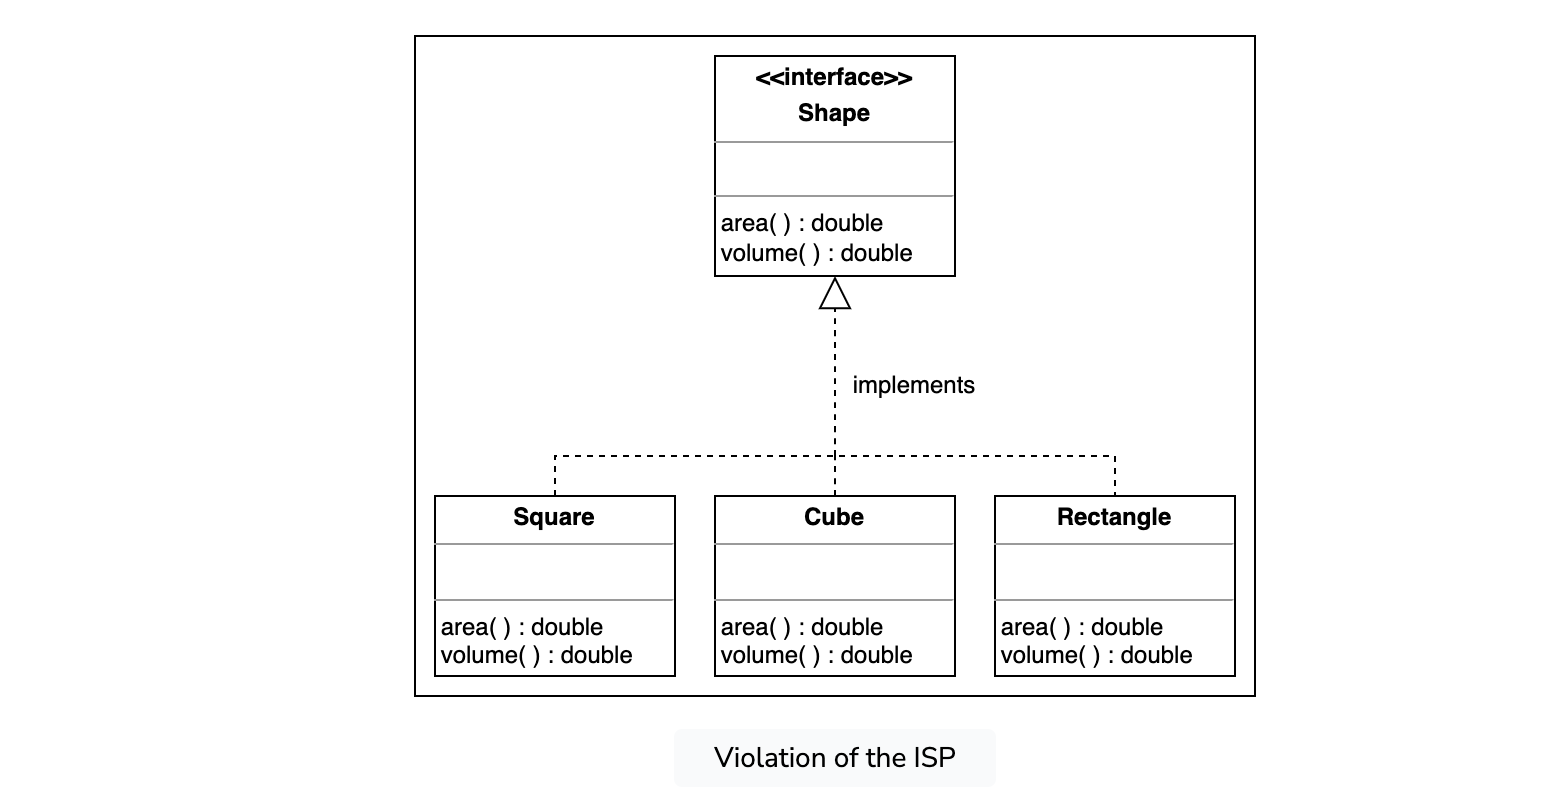 <<interface>>
Shape
area( ) : double
volume( ) : double
implements
Square
area( ) : double
volume( ) : double
Cube
area( ) : double
volume( ) : double
Rectangle
area( ) : double
volume( ) : double
Violation of the ISP